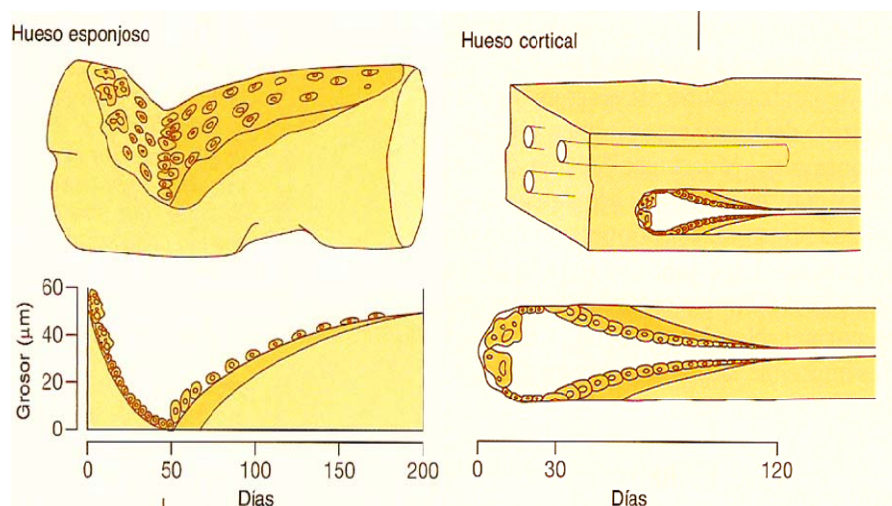 Hueso esponjoso
Hueso cortical
Grosor (μm)
60
40
20
0
0 50 100 150 200
Días
0 30 120
Días